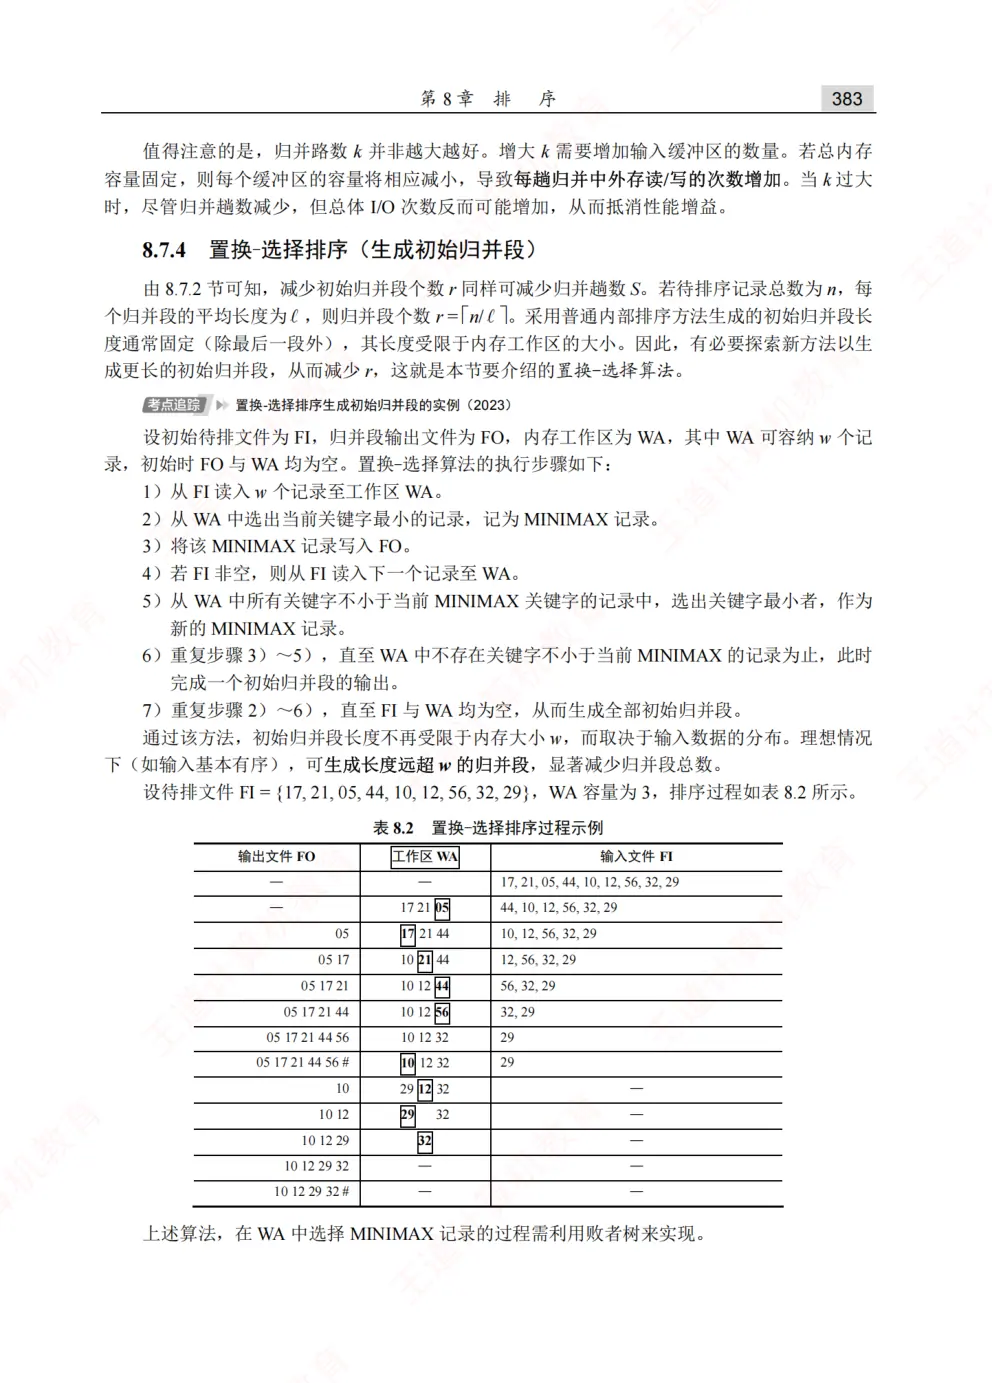 第 8 章 排 序 383
值得注意的是，归并路数 k 并非越大越好。增大 k 需要增加输入缓冲区的数量。若总内存
容量固定，则每个缓冲区的容量将相应减小，导致每趟归并中外存读/写的次数增加。当 k 过大
时，尽管归并趟数减少，但总体 I/O 次数反而可能增加，从而抵消性能增益。
8.7.4 置换-选择排序（生成初始归并段）
由 8.7.2 节可知，减少初始归并段个数 r 同样可减少归并趟数 S。若待排序记录总数为 n，每
个归并段的平均长度为ℓ，则归并段个数 r =⌈n/ℓ⌉。采用普通内部排序方法生成的初始归并段长
度通常固定（除最后一段外），其长度受限于内存工作区的大小。因此，有必要探索新方法以生
成更长的初始归并段，从而减少 r，这就是本节要介绍的置换-选择算法。
考点追踪 置换-选择排序生成初始归并段的实例（2023）
设初始待排文件为 FI，归并段输出文件为 FO，内存工作区为 WA，其中 WA 可容纳 w 个记
录，初始时 FO 与 WA 均为空。置换-选择算法的执行步骤如下：
1）从 FI 读入 w 个记录至工作区 WA。
2）从 WA 中选出当前关键字最小的记录，记为 MINIMAX 记录。
3）将该 MINIMAX 记录写入 FO。
4）若 FI 非空，则从 FI 读入下一个记录至 WA。
5）从 WA 中所有关键字不小于当前 MINIMAX 关键字的记录中，选出关键字最小者，作为
新的 MINIMAX 记录。
6）重复步骤 3）～5），直至 WA 中不存在关键字不小于当前 MINIMAX 的记录为止，此时
完成一个初始归并段的输出。
7）重复步骤 2）～6），直至 FI 与 WA 均为空，从而生成全部初始归并段。
通过该方法，初始归并段长度不再受限于内存大小 w，而取决于输入数据的分布。理想情况
下（如输入基本有序），可生成长度远超 w 的归并段，显著减少归并段总数。
设待排文件 FI = {17, 21, 05, 44, 10, 12, 56, 32, 29}，WA 容量为 3，排序过程如表 8.2 所示。
表 8.2 置换-选择排序过程示例
输出文件 FO 工作区 WA 输入文件 FI
— — 17, 21, 05, 44, 10, 12, 56, 32, 29
— 17 21 05 44, 10, 12, 56, 32, 29
05 17 21 44 10, 12, 56, 32, 29
05 17 10 21 44 12, 56, 32, 29
05 17 21 10 12 44 56, 32, 29
05 17 21 44 10 12 56 32, 29
05 17 21 44 56 10 12 32 29
05 17 21 44 56 # 10 12 32 29
10 29 12 32 —
10 12 29 32 —
10 12 29 32 —
10 12 29 32 — —
10 12 29 32 # — —
上述算法，在 WA 中选择 MINIMAX 记录的过程需利用败者树来实现。